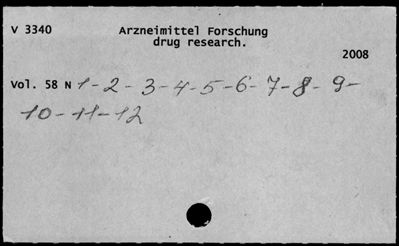 V 3340 Arzneimittel Forschung
drug research.
2008
Vol. 58 N 1-2-3-4-5-6-7-8-9-
10-11-12